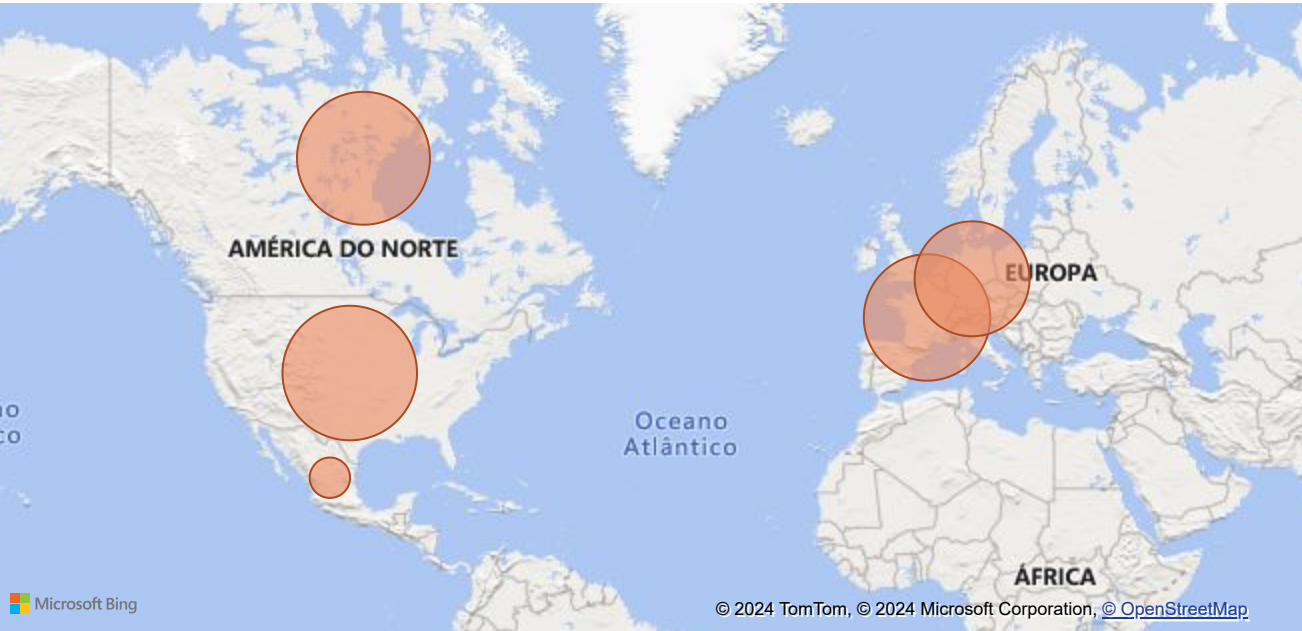 AMÉRICA DO NORTE
EUROPA
Oceano
Atlântico
ÁFRICA
Microsoft Bing
© 2024 TomTom, © 2024 Microsoft Corporation, © OpenStreetMap